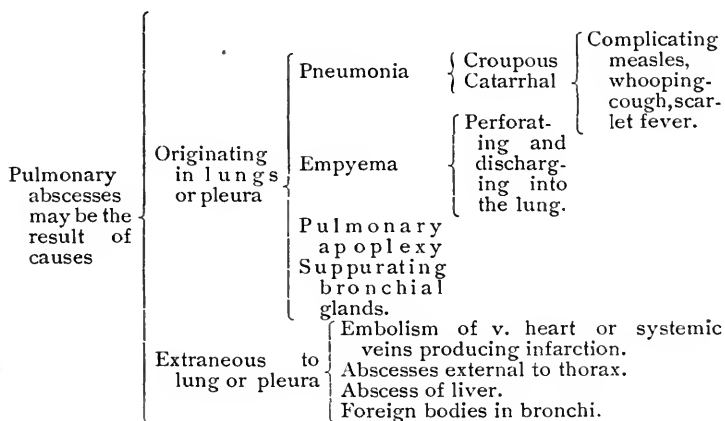 Pulmonary
abscesses
may be the
result of
causes
Originating
in lungs
or pleura
Pneumonia
Croupous
Catarrhal
Complicating
measles,
whooping-
cough,scar-
let fever.
Empyema
Perforat-
ing and
discharg-
ing into
the lung.
Pulmonary
apoplexy
Suppurating
bronchial
glands.
Extraneous to
lung or pleura
Embolism of v. heart or systemic
veins producing infarction.
Abscesses external to thorax.
Abscess of liver.
Foreign bodies in bronchi.